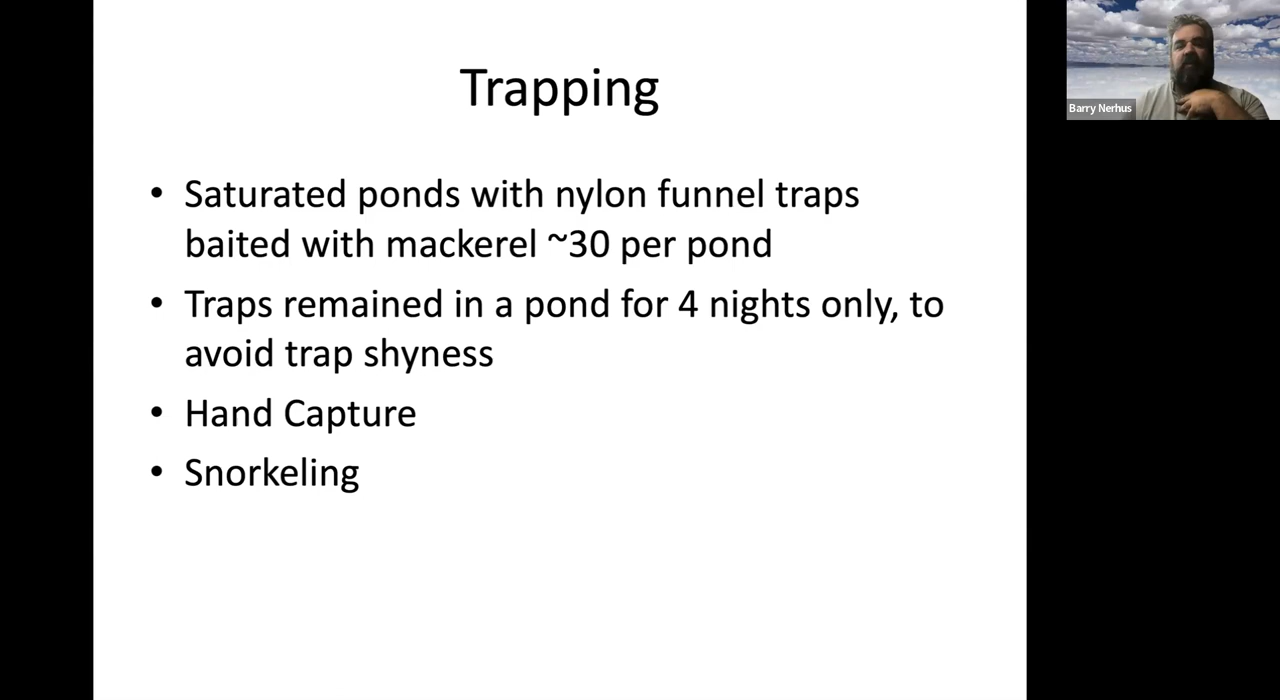 Trapping
• Saturated ponds with nylon funnel traps
baited with mackerel ~30 per pond
• Traps remained in a pond for 4 nights only, to
avoid trap shyness
• Hand Capture
• Snorkeling
Barry Nerhus